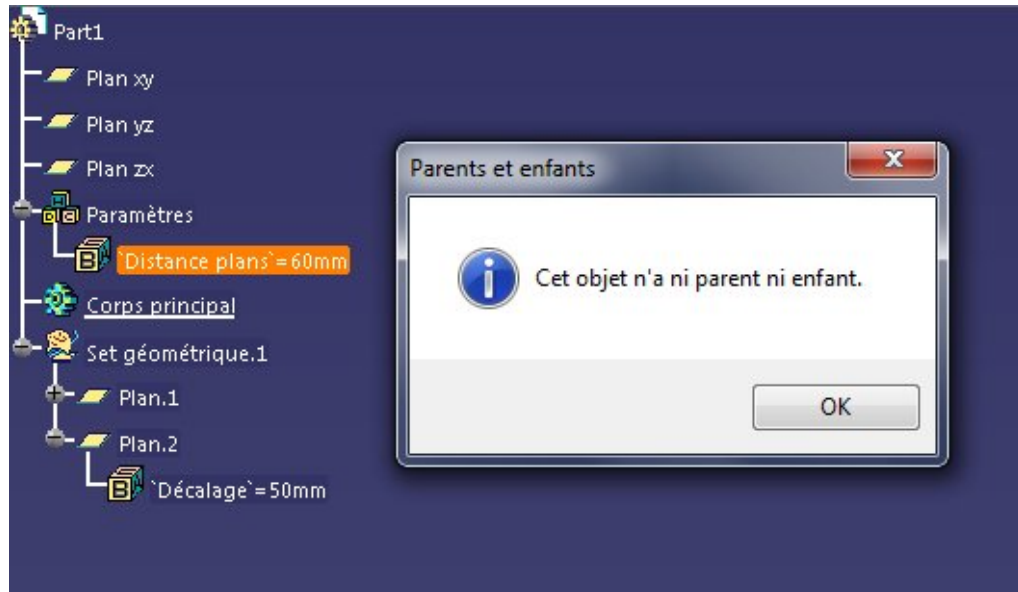 Part1
Plan xy
Plan yz
Plan zx
Paramètres
`Distance plans`=60mm
Corps principal
Set géométrique.1
Plan.1
Plan.2
`Décalage`=50mm
Parents et enfants
Cet objet n'a ni parent ni enfant.
OK